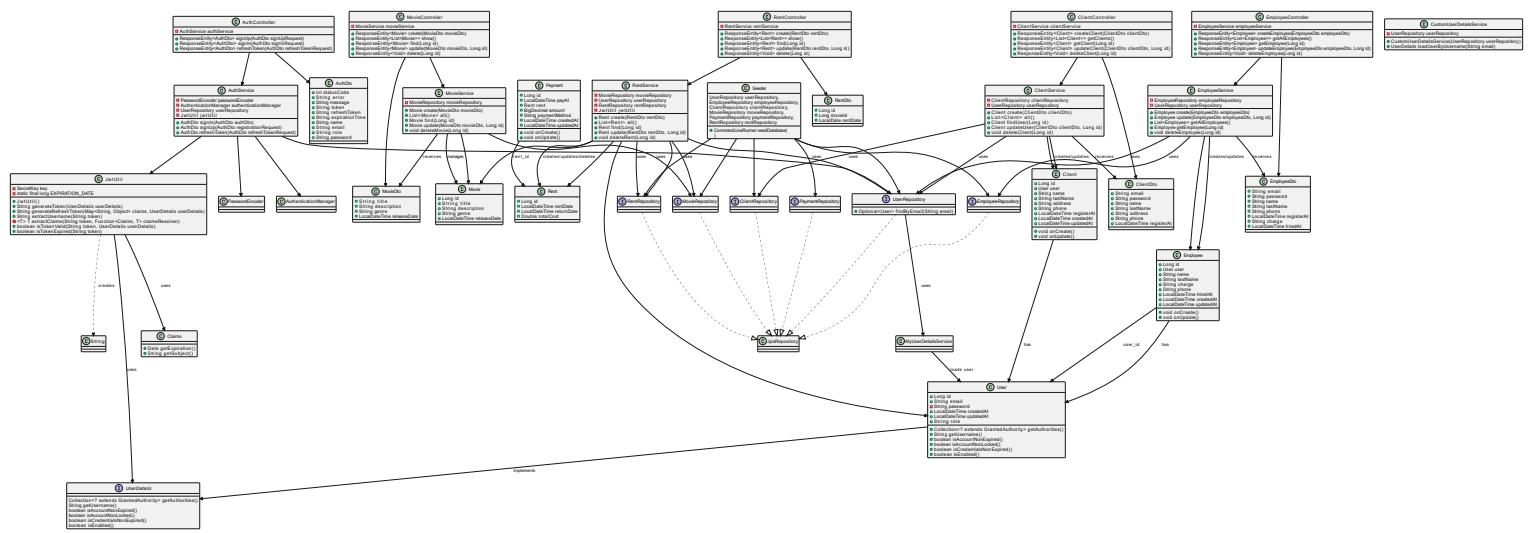 AuthController
AuthService authService
ResponseEntity<AuthDto> signUp(AuthDto signUpRequest)
ResponseEntity<AuthDto> signIn(AuthDto signInRequest)
ResponseEntity<AuthDto> refreshToken(AuthDto refreshTokenRequest)
MovieController
MovieService movieService
ResponseEntity<Movie> create(MovieDto movieDto)
ResponseEntity<List<Movie>> show()
ResponseEntity<Movie> find(Long id)
ResponseEntity<Movie> update(MovieDto movieDto, Long id)
ResponseEntity<Void> delete(Long id)
RentController
RentService rentService
ResponseEntity<Rent> create(RentDto rentDto)
ResponseEntity<List<Rent>> show()
ResponseEntity<Rent> find(Long id)
ResponseEntity<Rent> update(RentDto rentDto, Long id)
ResponseEntity<Void> delete(Long id)
ClientController
ClientService clientService
ResponseEntity<Client> createClient(ClientDto clientDto)
ResponseEntity<List<Client>> getClients()
ResponseEntity<Client> getClient(Long id)
ResponseEntity<Client> updateClient(ClientDto clientDto, Long id)
ResponseEntity<Void> deleteClient(Long id)
EmployeeController
EmployeeService employeeService
ResponseEntity<Employee> createEmployee(EmployeeDto employeeDto)
ResponseEntity<List<Employee>> getAllEmployees()
ResponseEntity<Employee> getEmployee(Long id)
ResponseEntity<Employee> updateEmployee(EmployeeDto employeeDto, Long id)
ResponseEntity<Void> deleteEmployee(Long id)
CustomUserDetailsService
UserRepository userRepository
CustomUserDetailsService(UserRepository userRepository)
UserDetails loadUserByUsername(String email)
AuthService
PasswordEncoder passwordEncoder
AuthenticationManager authenticationManager
UserRepository userRepository
JwtUtil jwtUtil
AuthDto signIn(AuthDto authDto)
AuthDto signUp(AuthDto registrationRequest)
AuthDto refreshToken(AuthDto refreshTokenRequest)
AuthDto
int statusCode
String error
String message
String token
String refreshToken
String expirationTime
String name
String email
String role
String password
MovieService
MovieRepository movieRepository
Movie create(MovieDto movieDto)
List<Movie> all()
Movie find(Long id)
Movie update(MovieDto movieDto, Long id)
void deleteMovie(Long id)
Payment
Long id
LocalDateTime payAt
Rent rent
BigDecimal amount
String paymentMethod
LocalDateTime createdAt
LocalDateTime updatedAt
void onCreate()
void onUpdate()
RentService
MovieRepository movieRepository
UserRepository userRepository
RentRepository rentRepository
JwtUtil jwtUtil
Rent create(RentDto rentDto)
List<Rent> all()
Rent find(Long id)
Rent update(RentDto rentDto, Long id)
void deleteRent(Long id)
Seeder
UserRepository userRepository,
EmployeeRepository employeeRepository,
ClientRepository clientRepository
MovieRepository movieRepository,
PaymentRepository paymentRepository,
RentRepository rentRepository
CommandLineRunner seedDatabase(
)
RentDto
Long id
Long movieId
LocalDate rentDate
ClientService
ClientRepository clientRepository
UserRepository userRepository
Client create(ClientDto clientDto)
List<Client> all()
Client findUser(Long id)
Client updateUser(ClientDto clientDto, Long id)
void deleteClient(Long id)
EmployeeService
EmployeeRepository employeeRepository
UserRepository userRepository
Employee create(EmployeeDto employeeDto)
Employee update(EmployeeDto employeeDto, Long id)
List<Employee> getAllEmployees()
Employee getEmployee(Long id)
void deleteEmployee(Long id)
receives
manages
rent_id
creates/updates/deletes
uses
uses
uses
uses
uses
uses
creates/updates
receives
uses
uses
creates/updates
receives
JwtUtil
SecretKey key
static final long EXPIRATION_DATE
JwtUtil()
String generateToken(UserDetails userDetails)
String generateRefreshToken(Map<String, Object> claims, UserDetails userDetails)
String extractUsername(String token)
<T> T extractClaims(String token, Function<Claims, T> claimsResolver)
boolean isTokenValid(String token, UserDetails userDetails)
boolean isTokenExpired(String token)
PasswordEncoder
AuthenticationManager
MovieDto
String title
String description
String genre
LocalDateTime releaseDate
Movie
Long id
String title
String description
String genre
LocalDateTime releaseDate
Rent
Long id
LocalDateTime rentDate
LocalDateTime returnDate
Double totalCost
RentRepository
MovieRepository
ClientRepository
PaymentRepository
UserRepository
Optional<User> findByEmail(String email)
EmployeeRepository
Client
Long id
User user
String name
String lastName
String address
String phone
LocalDateTime registerAt
LocalDateTime createdAt
LocalDateTime updatedAt
void onCreate()
void onUpdate()
ClientDto
String email
String password
String name
String lastName
String address
String phone
LocalDateTime registerAt
EmployeeDto
String email
String password
String name
String lastName
String phone
LocalDateTime registerAt
String charge
LocalDateTime hiredAt
Employee
Long id
User user
String name
String lastName
String charge
String phone
LocalDateTime hiredAt
LocalDateTime createdAt
LocalDateTime updatedAt
void onCreate()
void onUpdate()
creates
uses
uses
uses
String
Claims
Date getExpiration()
String getSubject()
JpaRepository
MyUserDetailsService
has
user_id
has
loads user
User
Long id
String email
String password
LocalDateTime createdAt
LocalDateTime updatedAt
String role
Collection<? extends GrantedAuthority> getAuthorities()
String getUsername()
boolean isAccountNonExpired()
boolean isAccountNonLocked()
boolean isCredentialsNonExpired()
boolean isEnabled()
implements
UserDetails
Collection<? extends GrantedAuthority> getAuthorities()
String getUsername()
boolean isAccountNonExpired()
boolean isAccountNonLocked()
boolean isCredentialsNonExpired()
boolean isEnabled()